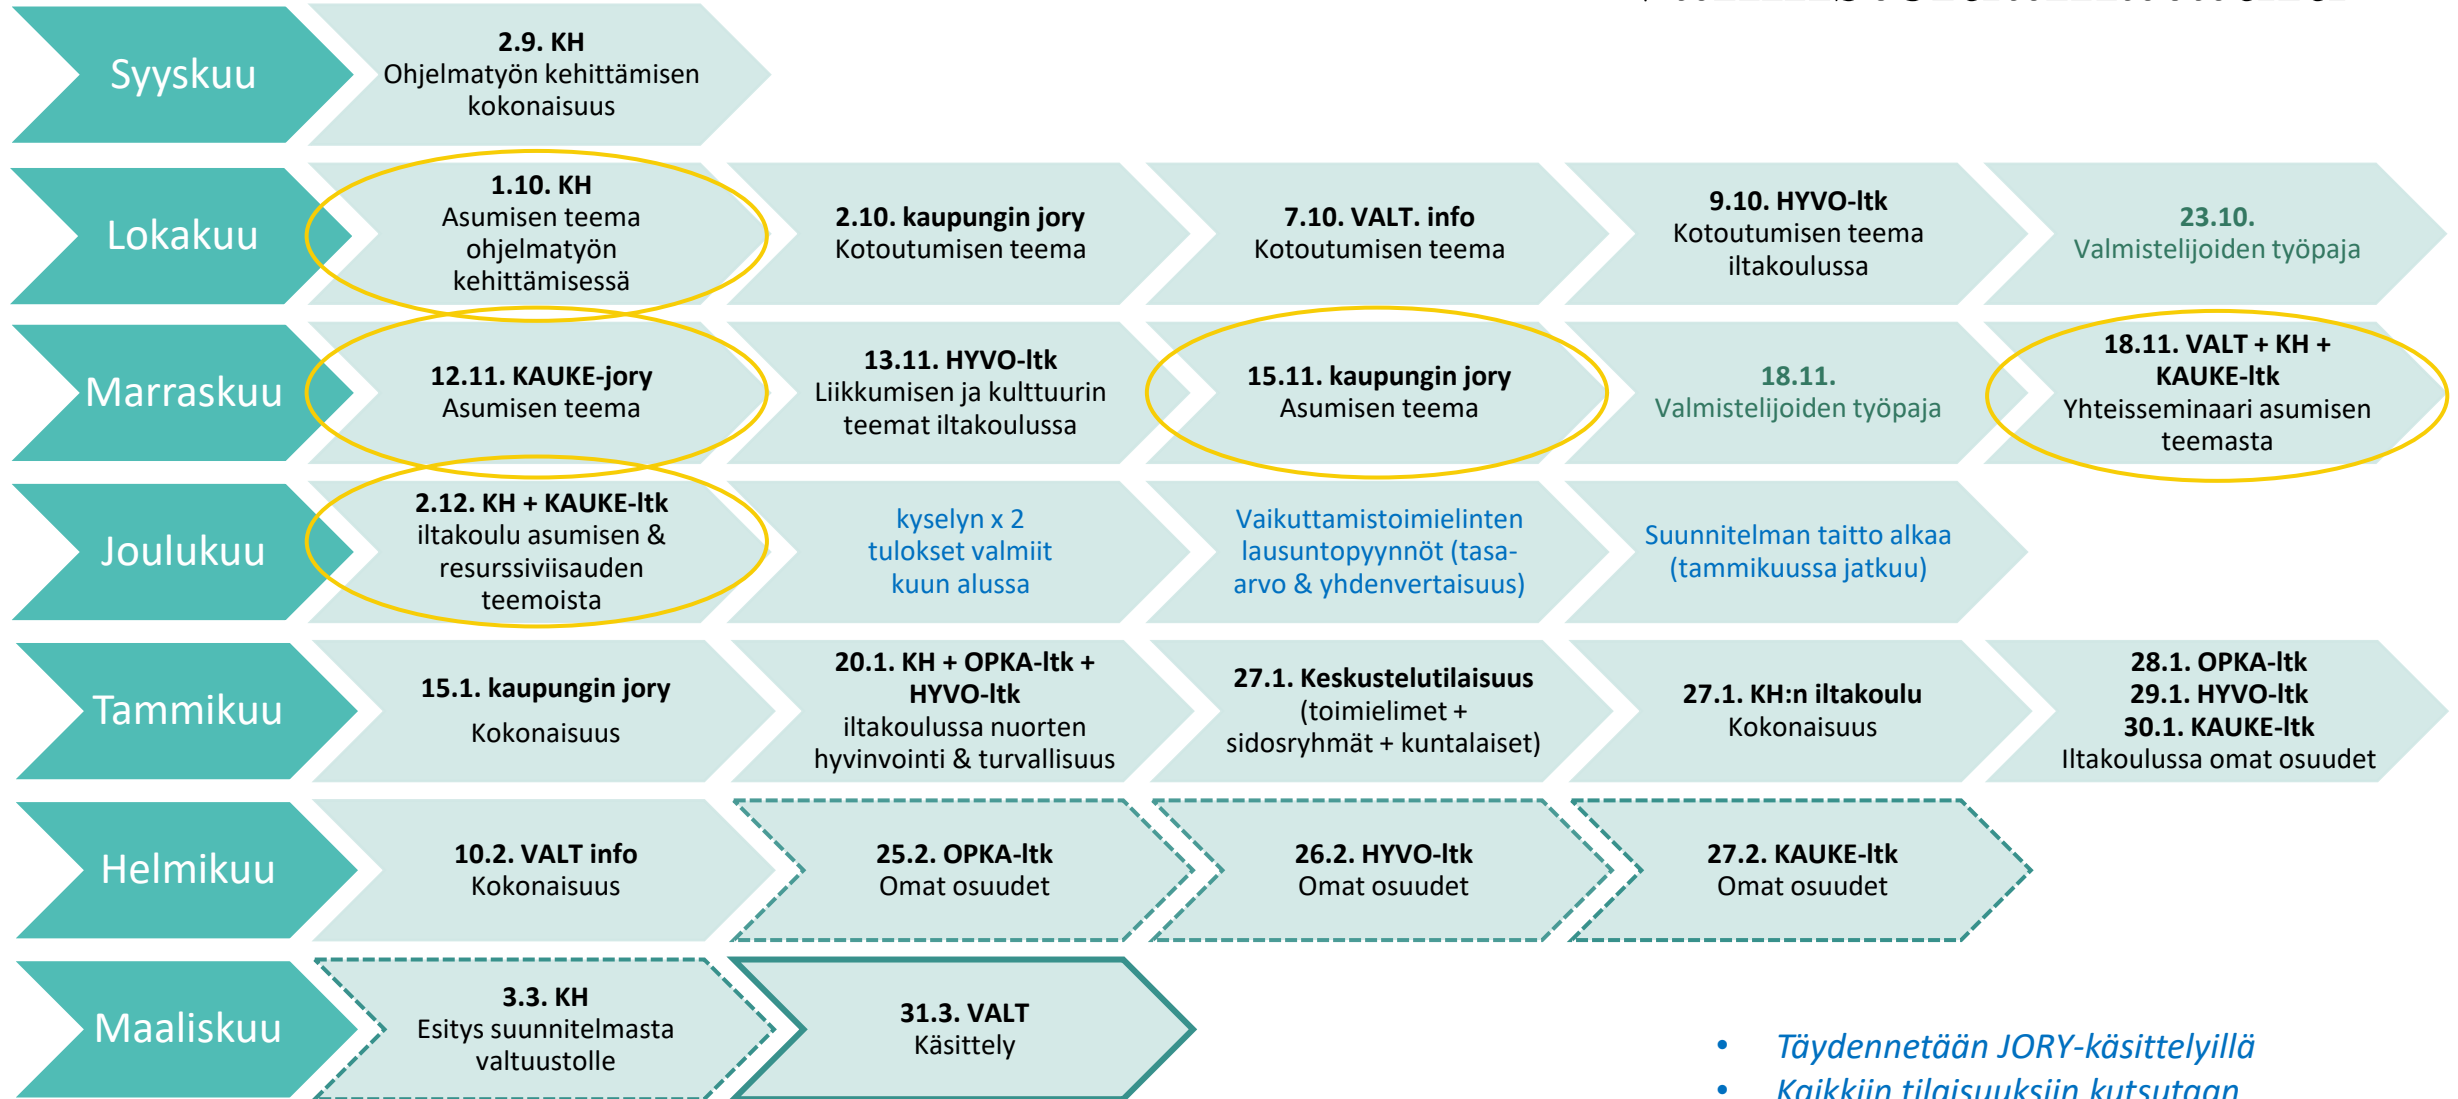 Syyskuu
2.9. KH
Ohjelmatyön kehittämisen
kokonaisuus
Lokakuu
1.10. KH
Asumisen teema
ohjelmatyön
kehittämisessä
2.10. kaupungin jory
Kotoutumisen teema
7.10. VALT. info
Kotoutumisen teema
9.10. HYVO-ltk
Kotoutumisen teema
iltakoulussa
23.10.
Valmistelijoiden työpaja
Marraskuu
12.11. KAUKE-jory
Asumisen teema
13.11. HYVO-ltk
Liikkumisen ja kulttuurin
teemat iltakoulussa
15.11. kaupungin jory
Asumisen teema
18.11.
Valmistelijoiden työpaja
18.11. VALT + KH +
KAUKE-ltk
Yhteisseminaari asumisen
teemasta
Joulukuu
2.12. KH + KAUKE-ltk
iltakoulu asumisen &
resurssiviisauden
teemoista
kyselyn x 2
tulokset valmiit
kuun alussa
Vaikuttamistoimielinten
lausuntopyynnöt (tasa-
arvo & yhdenvertaisuus)
Suunnitelman taitto alkaa
(tammikuussa jatkuu)
Tammikuu
15.1. kaupungin jory
Kokonaisuus
20.1. KH + OPKA-ltk +
HYVO-ltk
iltakoulussa nuorten
hyvinvointi & turvallisuus
27.1. Keskustelutilaisuus
(toimielimet +
sidosryhmät + kuntalaiset)
27.1. KH:n iltakoulu
Kokonaisuus
28.1. OPKA-ltk
29.1. HYVO-ltk
30.1. KAUKE-ltk
Iltakoulussa omat osuudet
Helmikuu
10.2. VALT info
Kokonaisuus
25.2. OPKA-ltk
Omat osuudet
26.2. HYVO-ltk
Omat osuudet
27.2. KAUKE-ltk
Omat osuudet
Maaliskuu
3.3. KH
Esitys suunnitelmasta
valtuustolle
31.3. VALT
Käsittely
• Täydennetään JORY-käsittelyillä
• Kaikkiin tilaisuuksiin kutsutaan